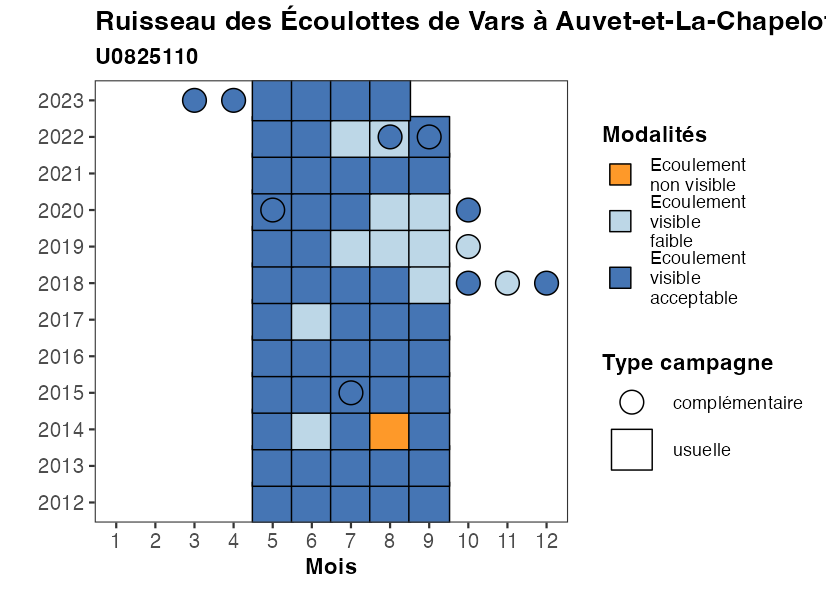 Ruisseau des Écoulottes de Vars à Auvet-et-La-Chapelo
U0825110
2023
2022
2021
2020
2019
2018
2017
2016
2015
2014
2013
2012
1 2 3 4 5 6 7 8 9 10 11 12
Mois
Modalités
Ecoulement
non visible
Ecoulement
visible
faible
Ecoulement
visible
acceptable
Type campagne
complémentaire
usuelle